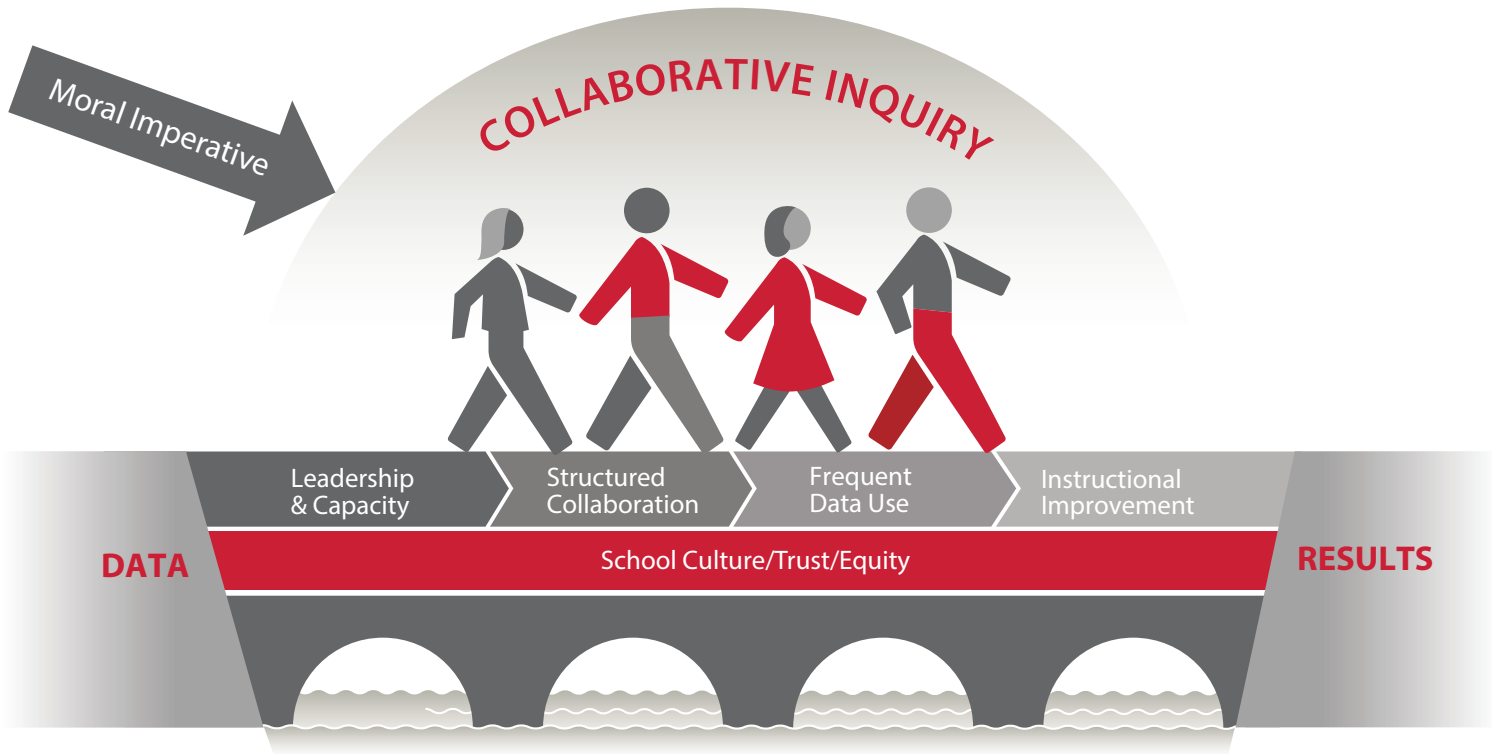 COLLABORATIVE INQUIRY
Moral Imperative
Leadership
& Capacity
Structured
Collaboration
Frequent
Data Use
Instructional
Improvement
DATA
School Culture/Trust/Equity
RESULTS